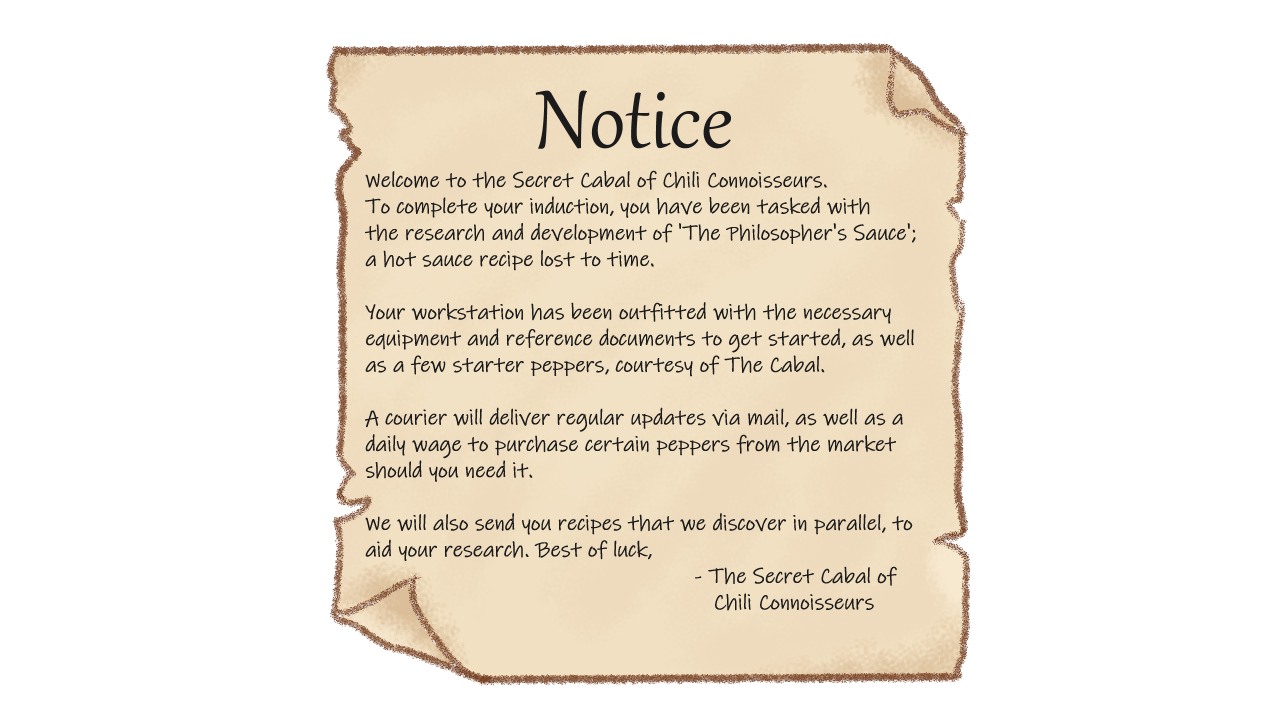 Notice
Welcome to the Secret Cabal of Chili Connoisseurs.
To complete your induction, you have been tasked with
the research and development of 'The Philosopher's Sauce';
a hot sauce recipe lost to time.
Your workstation has been outfitted with the necessary
equipment and reference documents to get started, as well
as a few starter peppers, courtesy of The Cabal.
A courier will deliver regular updates via mail, as well as a
daily wage to purchase certain peppers from the market
should you need it.
We will also send you recipes that we discover in parallel, to
aid your research. Best of luck,
- The Secret Cabal of
Chili Connoisseurs